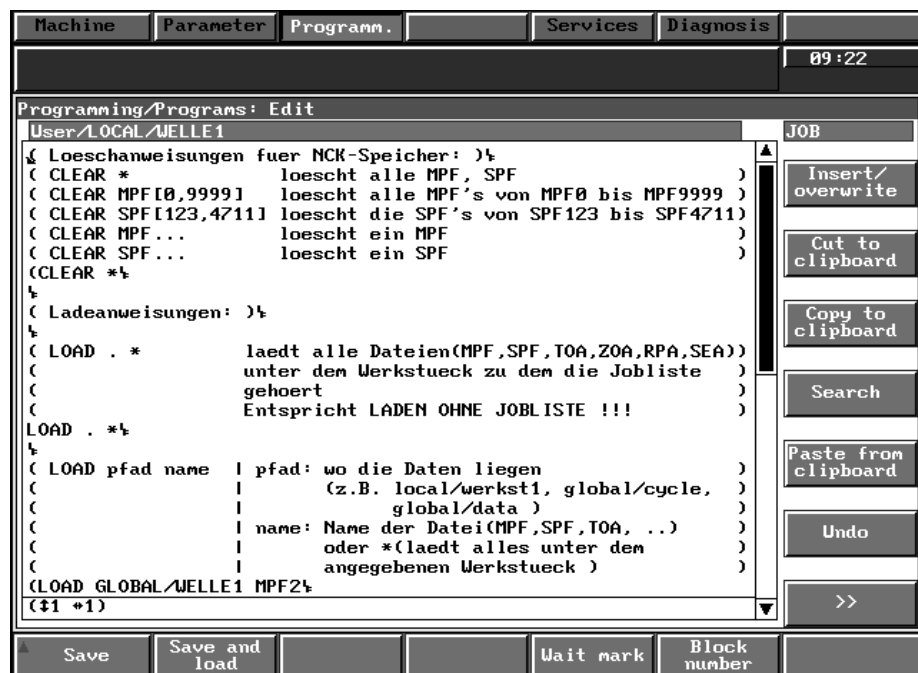 Machine Parameter Programm. Services Diagnosis
09:22
Programming/Programs: Edit
User/LOCAL/WELLE1
JOB
( Loeschanweisungen fuer NCK-Speicher: )␊
( CLEAR * loescht alle MPF, SPF )
( CLEAR MPF[0,9999] loescht alle MPF's von MPF0 bis MPF9999 )
( CLEAR SPF[123,4711] loescht die SPF's von SPF123 bis SPF4711)
( CLEAR MPF... loescht ein MPF )
( CLEAR SPF... loescht ein SPF )
(CLEAR *␊
␊
( Ladeanweisungen: )␊
␊
( LOAD . * laedt alle Dateien(MPF,SPF,TOA,ZOA,RPA,SEA))
( unter dem Werkstueck zu dem die Jobliste )
( gehoert )
( Entspricht LADEN OHNE JOBLISTE !!! )
LOAD . *␊
␊
( LOAD pfad name | pfad: wo die Daten liegen )
( | (z.B. local/werkst1, global/cycle, )
( | global/data ) )
( | name: Name der Datei(MPF,SPF,TOA, ..) )
( | oder *(laedt alles unter dem )
( | angegebenen Werkstueck ) )
(LOAD GLOBAL/WELLE1 MPF2␊
(↕1 ↔1)
Insert/
overwrite
Cut to
clipboard
Copy to
clipboard
Search
Paste from
clipboard
Undo
>>
Save
Save and
load
Wait mark
Block
number